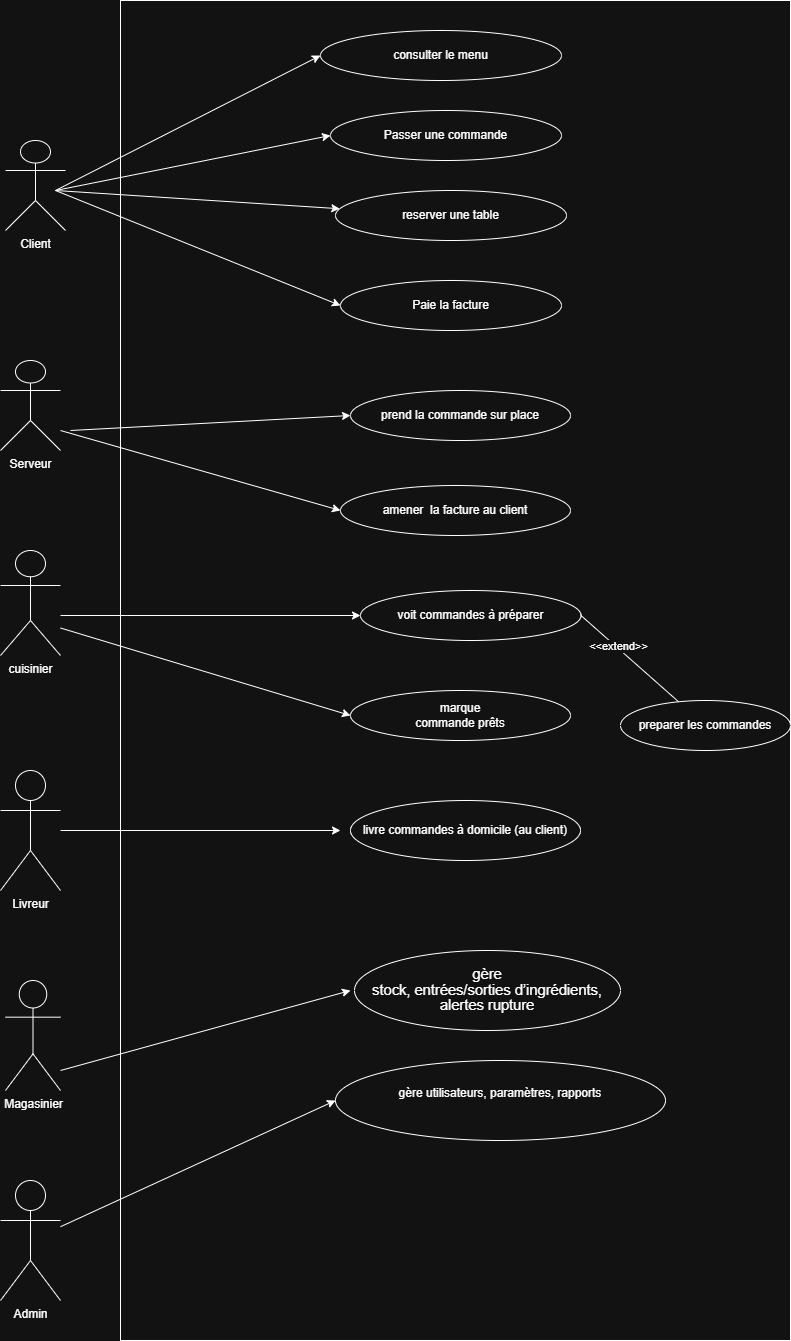 consulter le menu
Passer une commande
reserver une table
Client
Paie la facture
prend la commande sur place
Serveur
amener  la facture au client
voit commandes à préparer
<<extend>>
cuisinier
marque
commande prêts
preparer les commandes
livre commandes à domicile (au client)
Livreur
gère
stock, entrées/sorties d'ingrédients,
alertes rupture
Magasinier
gère utilisateurs, paramètres, rapports
Admin